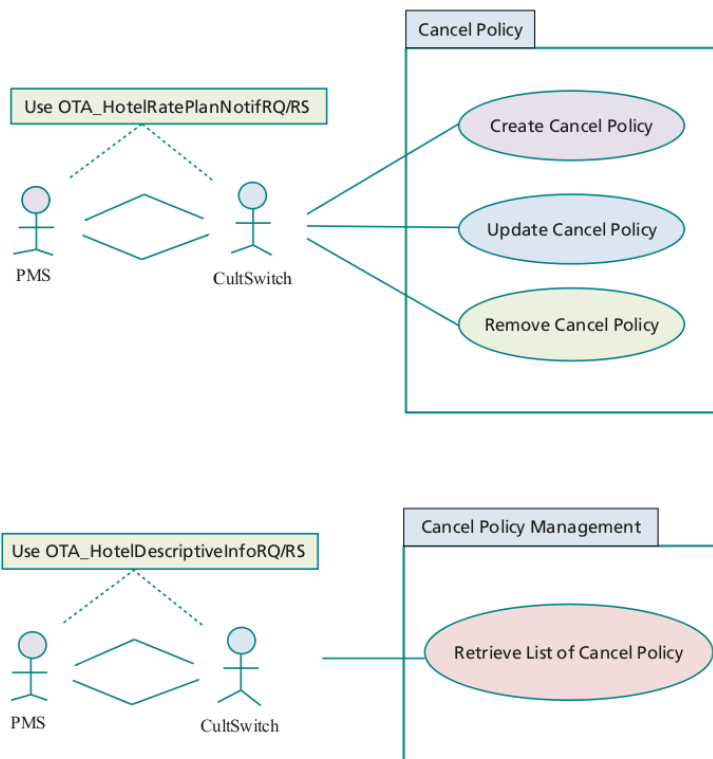 Cancel Policy
Use OTA_HotelRatePlanNotifRQ/RS
Create Cancel Policy
Update Cancel Policy
PMS
CultSwitch
Remove Cancel Policy
Cancel Policy Management
Use OTA_HotelDescriptiveInfoRQ/RS
Retrieve List of Cancel Policy
PMS
CultSwitch